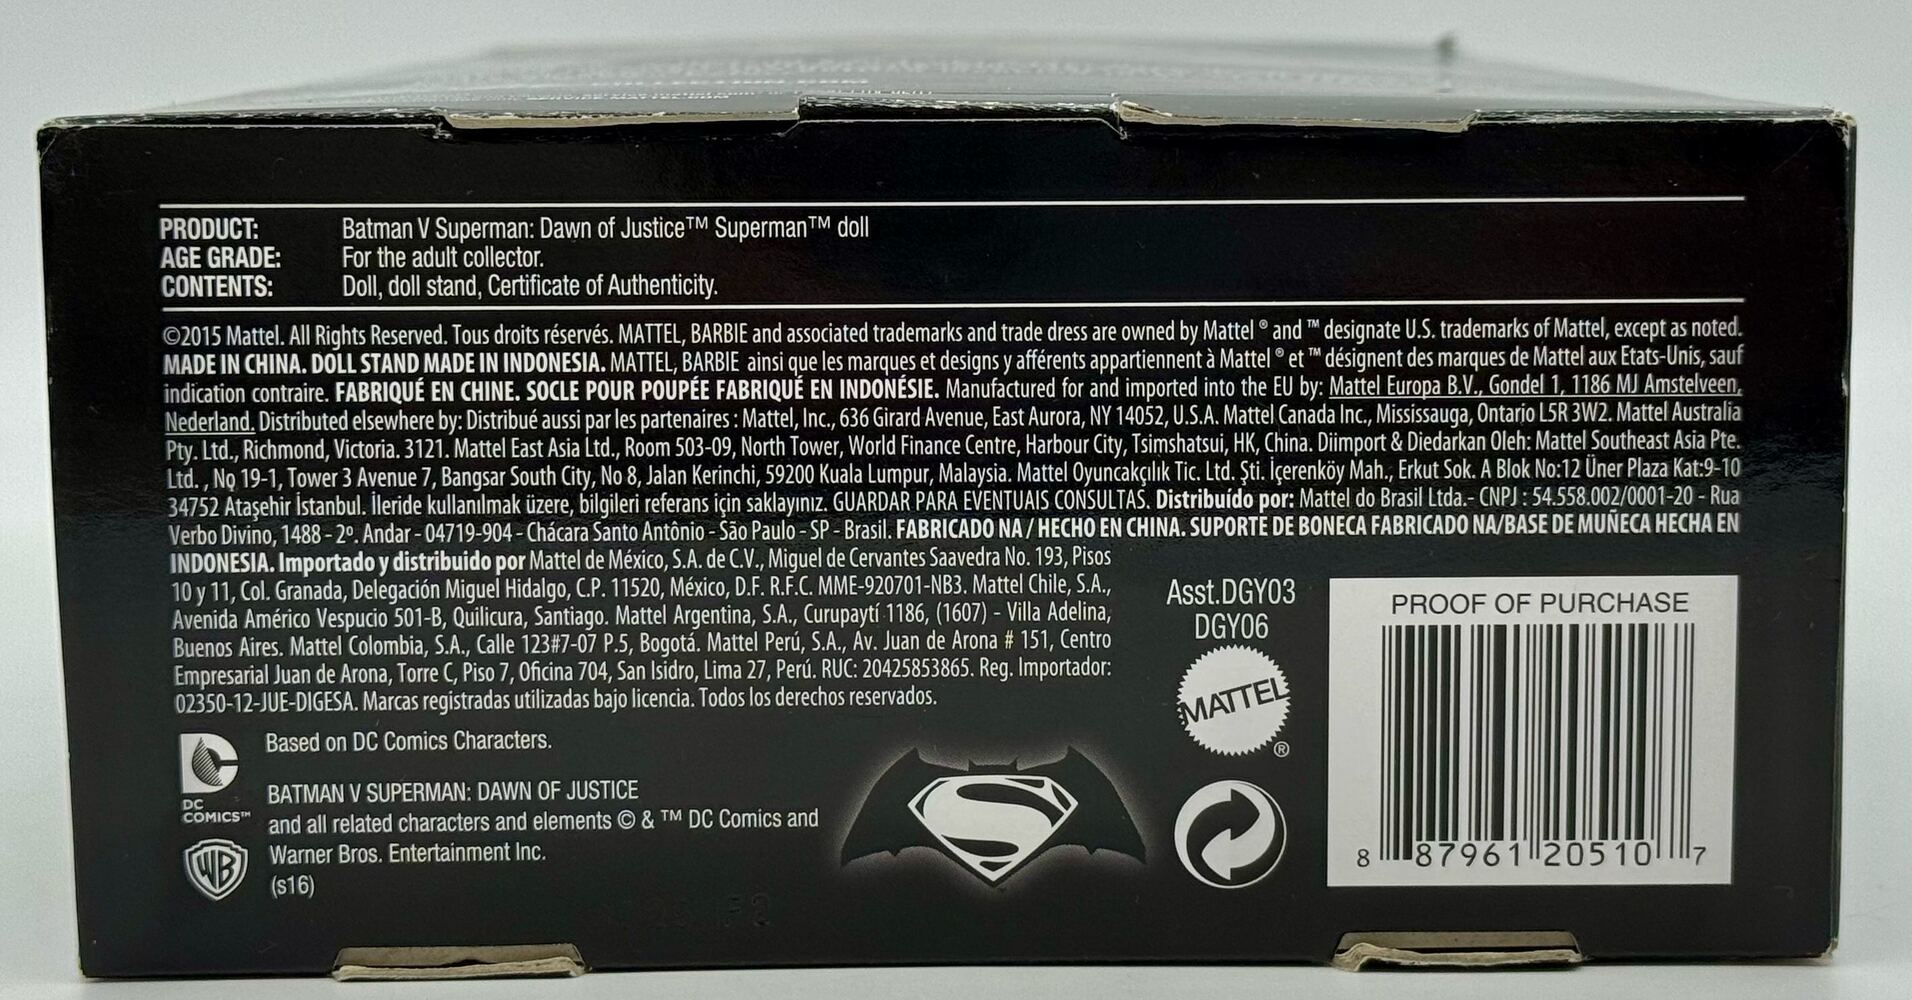 PRODUCT: Batman V Superman: Dawn of Justice™ Superman™ doll
AGE GRADE: For the adult collector.
CONTENTS: Doll, doll stand, Certificate of Authenticity.
©2015 Mattel. All Rights Reserved. Tous droits réservés. MATTEL, BARBIE and associated trademarks and trade dress are owned by Mattel ® and ™ designate U.S. trademarks of Mattel, except as noted.
MADE IN CHINA. DOLL STAND MADE IN INDONESIA. MATTEL, BARBIE ainsi que les marques et designs y afférents appartiennent à Mattel ® et ™ désignent des marques de Mattel aux Etats-Unis, sauf
indication contraire. FABRIQUÉ EN CHINE. SOCLE POUR POUPÉE FABRIQUÉ EN INDONÉSIE. Manufactured for and imported into the EU by: Mattel Europa B.V., Gondel 1, 1186 MJ Amstelveen,
Nederland. Distributed elsewhere by: Distribué aussi par les partenaires : Mattel, Inc., 636 Girard Avenue, East Aurora, NY 14052, U.S.A. Mattel Canada Inc., Mississauga, Ontario L5R 3W2. Mattel Australia
Pty. Ltd., Richmond, Victoria. 3121. Mattel East Asia Ltd., Room 503-09, North Tower, World Finance Centre, Harbour City, Tsimshatsui, HK, China. Diimport & Diedarkan Oleh: Mattel Southeast Asia Pte.
Ltd. , No 19-1, Tower 3 Avenue 7, Bangsar South City, No 8, Jalan Kerinchi, 59200 Kuala Lumpur, Malaysia. Mattel Oyuncakçılık Tic. Ltd. Şti. İçerenköy Mah., Erkut Sok. A Blok No:12 Üner Plaza Kat:9-10
34752 Ataşehir İstanbul. İleride kullanılmak üzere, bilgileri referans için saklayınız. GUARDAR PARA EVENTUAIS CONSULTAS. Distribuído por: Mattel do Brasil Ltda.- CNPJ : 54.558.002/0001-20 - Rua
Verbo Divino, 1488 - 2º. Andar - 04719-904 - Chácara Santo Antônio - São Paulo - SP - Brasil. FABRICADO NA / HECHO EN CHINA. SUPORTE DE BONECA FABRICADO NA/BASE DE MUÑECA HECHA EN
INDONESIA. Importado y distribuido por Mattel de México, S.A. de C.V., Miguel de Cervantes Saavedra No. 193, Pisos
10 y 11, Col. Granada, Delegación Miguel Hidalgo, C.P. 11520, México, D.F. R.F.C. MME-920701-NB3. Mattel Chile, S.A.,
Avenida Américo Vespucio 501-B, Quilicura, Santiago. Mattel Argentina, S.A., Curupaytí 1186, (1607) - Villa Adelina,
Buenos Aires. Mattel Colombia, S.A., Calle 123#7-07 P.5, Bogotá. Mattel Perú, S.A., Av. Juan de Arona # 151, Centro
Empresarial Juan de Arona, Torre C, Piso 7, Oficina 704, San Isidro, Lima 27, Perú. RUC: 20425853865. Reg. Importador:
02350-12-JUE-DIGESA. Marcas registradas utilizadas bajo licencia. Todos los derechos reservados.
Asst.DGY03
DGY06
MATTEL ®
PROOF OF PURCHASE
8 87961 20510 7
DC
COMICS™
Based on DC Comics Characters.
BATMAN V SUPERMAN: DAWN OF JUSTICE
and all related characters and elements © & ™ DC Comics and
Warner Bros. Entertainment Inc.
(s16)
WB